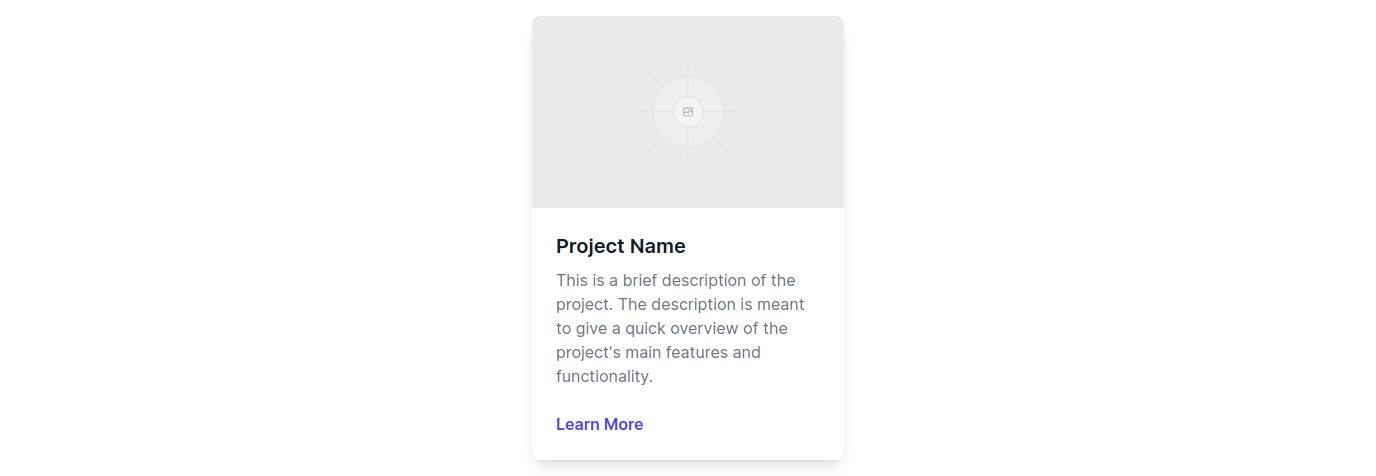 Project Name
This is a brief description of the
project. The description is meant
to give a quick overview of the
project's main features and
functionality.
Learn More